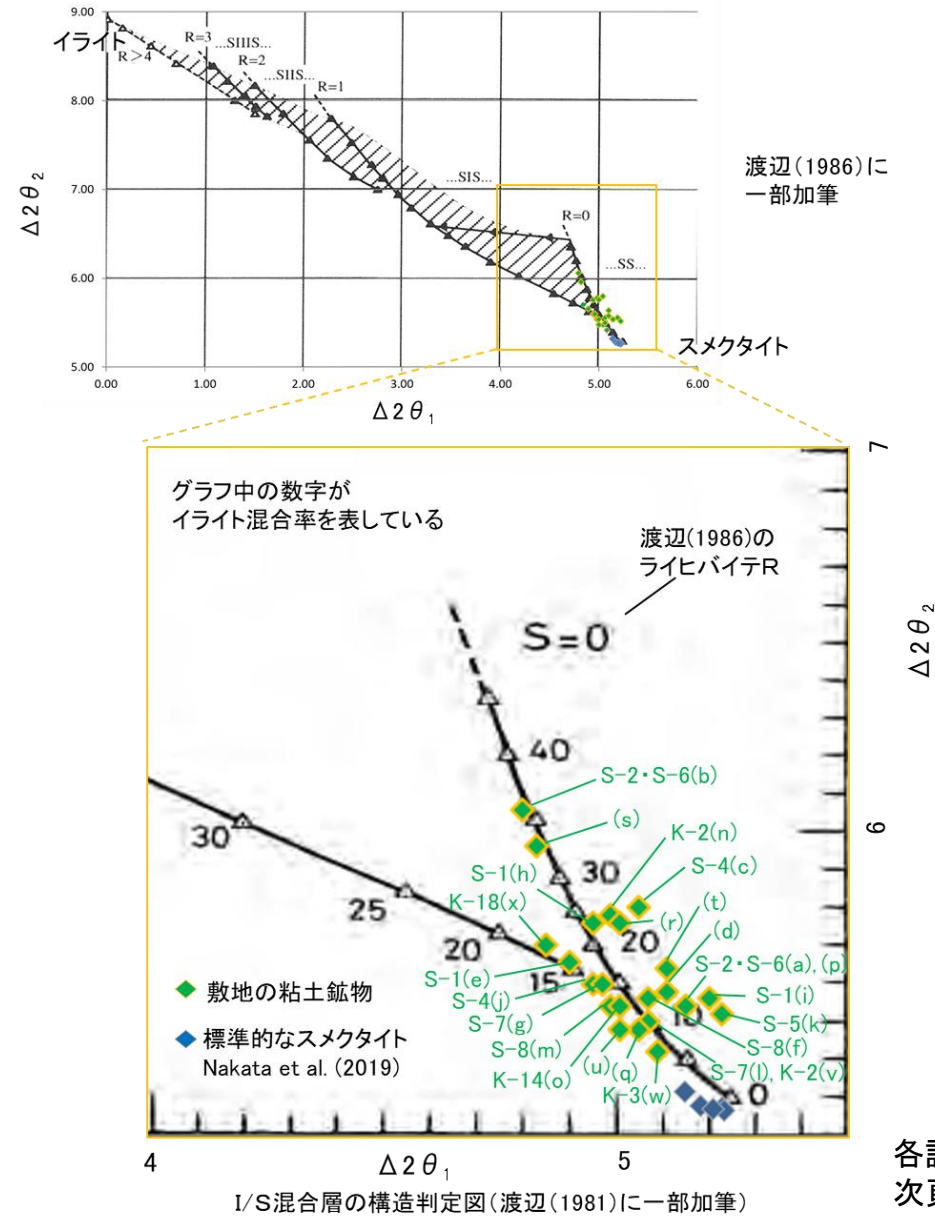 9.00
イライト
R>4
R=3
...SIIIS...
R=2
...SIIS...
R=1
8.00
7.00
...SIS...
R=0
...SS...
6.00
5.00
スメクタイト
0.00 1.00 2.00 3.00 4.00 5.00 6.00
Δ2θ₂
Δ2θ₁
渡辺(1986)に
一部加筆
グラフ中の数字が
イライト混合率を表している
渡辺(1986)の
ライヒバイテR
S=0
40
30
20
10
0
30
25
20
15
S-2・S-6(b)
(s)
K-2(n)
S-4(c)
S-1(h)
K-18(x)
(r)
(t)
(d)
S-2・S-6(a),(p)
S-1(e)
S-4(j)
S-1(i)
S-7(g)
S-5(k)
S-8(m)
S-8(f)
K-14(o)
(u)
(q)
S-7(l), K-2(v)
K-3(w)
敷地の粘土鉱物
標準的なスメクタイト
Nakata et al. (2019)
7
6
Δ2θ₂
4
5
Δ2θ₁
I/S混合層の構造判定図(渡辺(1981)に一部加筆)
次頁